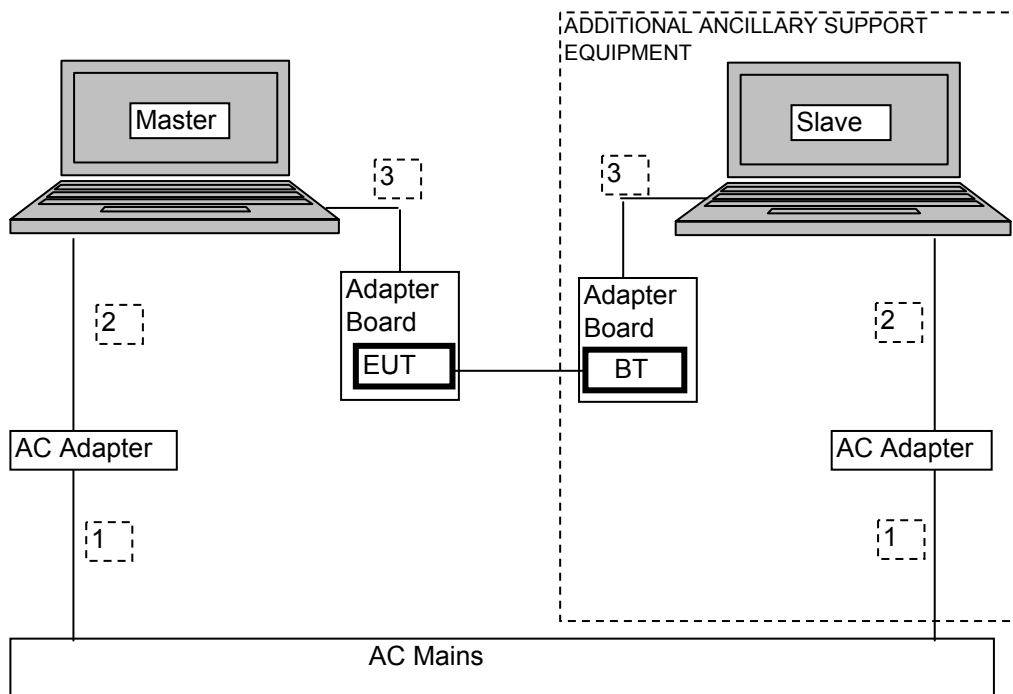 ADDITIONAL ANCILLARY SUPPORT
EQUIPMENT
Master
Slave
3
3
Adapter
Board
EUT
Adapter
Board
BT
2
2
AC Adapter
AC Adapter
1
1
AC Mains